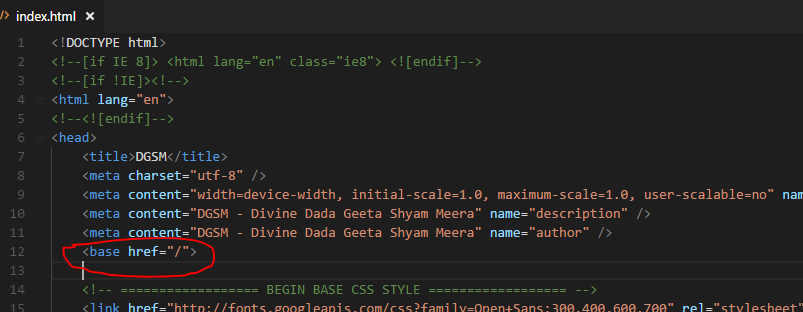 index.html
1 <!DOCTYPE html>
2 <!--[if IE 8]> <html lang="en" class="ie8"> <![endif]-->
3 <!--[if !IE]><!-->
4 <html lang="en">
5 <!--<![endif]-->
6 <head>
7 <title>DGSM</title>
8 <meta charset="utf-8" />
9 <meta content="width=device-width, initial-scale=1.0, maximum-scale=1.0, user-scalable=no" nam
10 <meta content="DGSM - Divine Dada Geeta Shyam Meera" name="description" />
11 <meta content="DGSM - Divine Dada Geeta Shyam Meera" name="author" />
12 <base href="/">
13
14 <!-- ================== BEGIN BASE CSS STYLE ================== -->
15 <link href="http://fonts.googleapis.com/css?family=Open+Sans:300,400,600,700" rel="stylesheet"